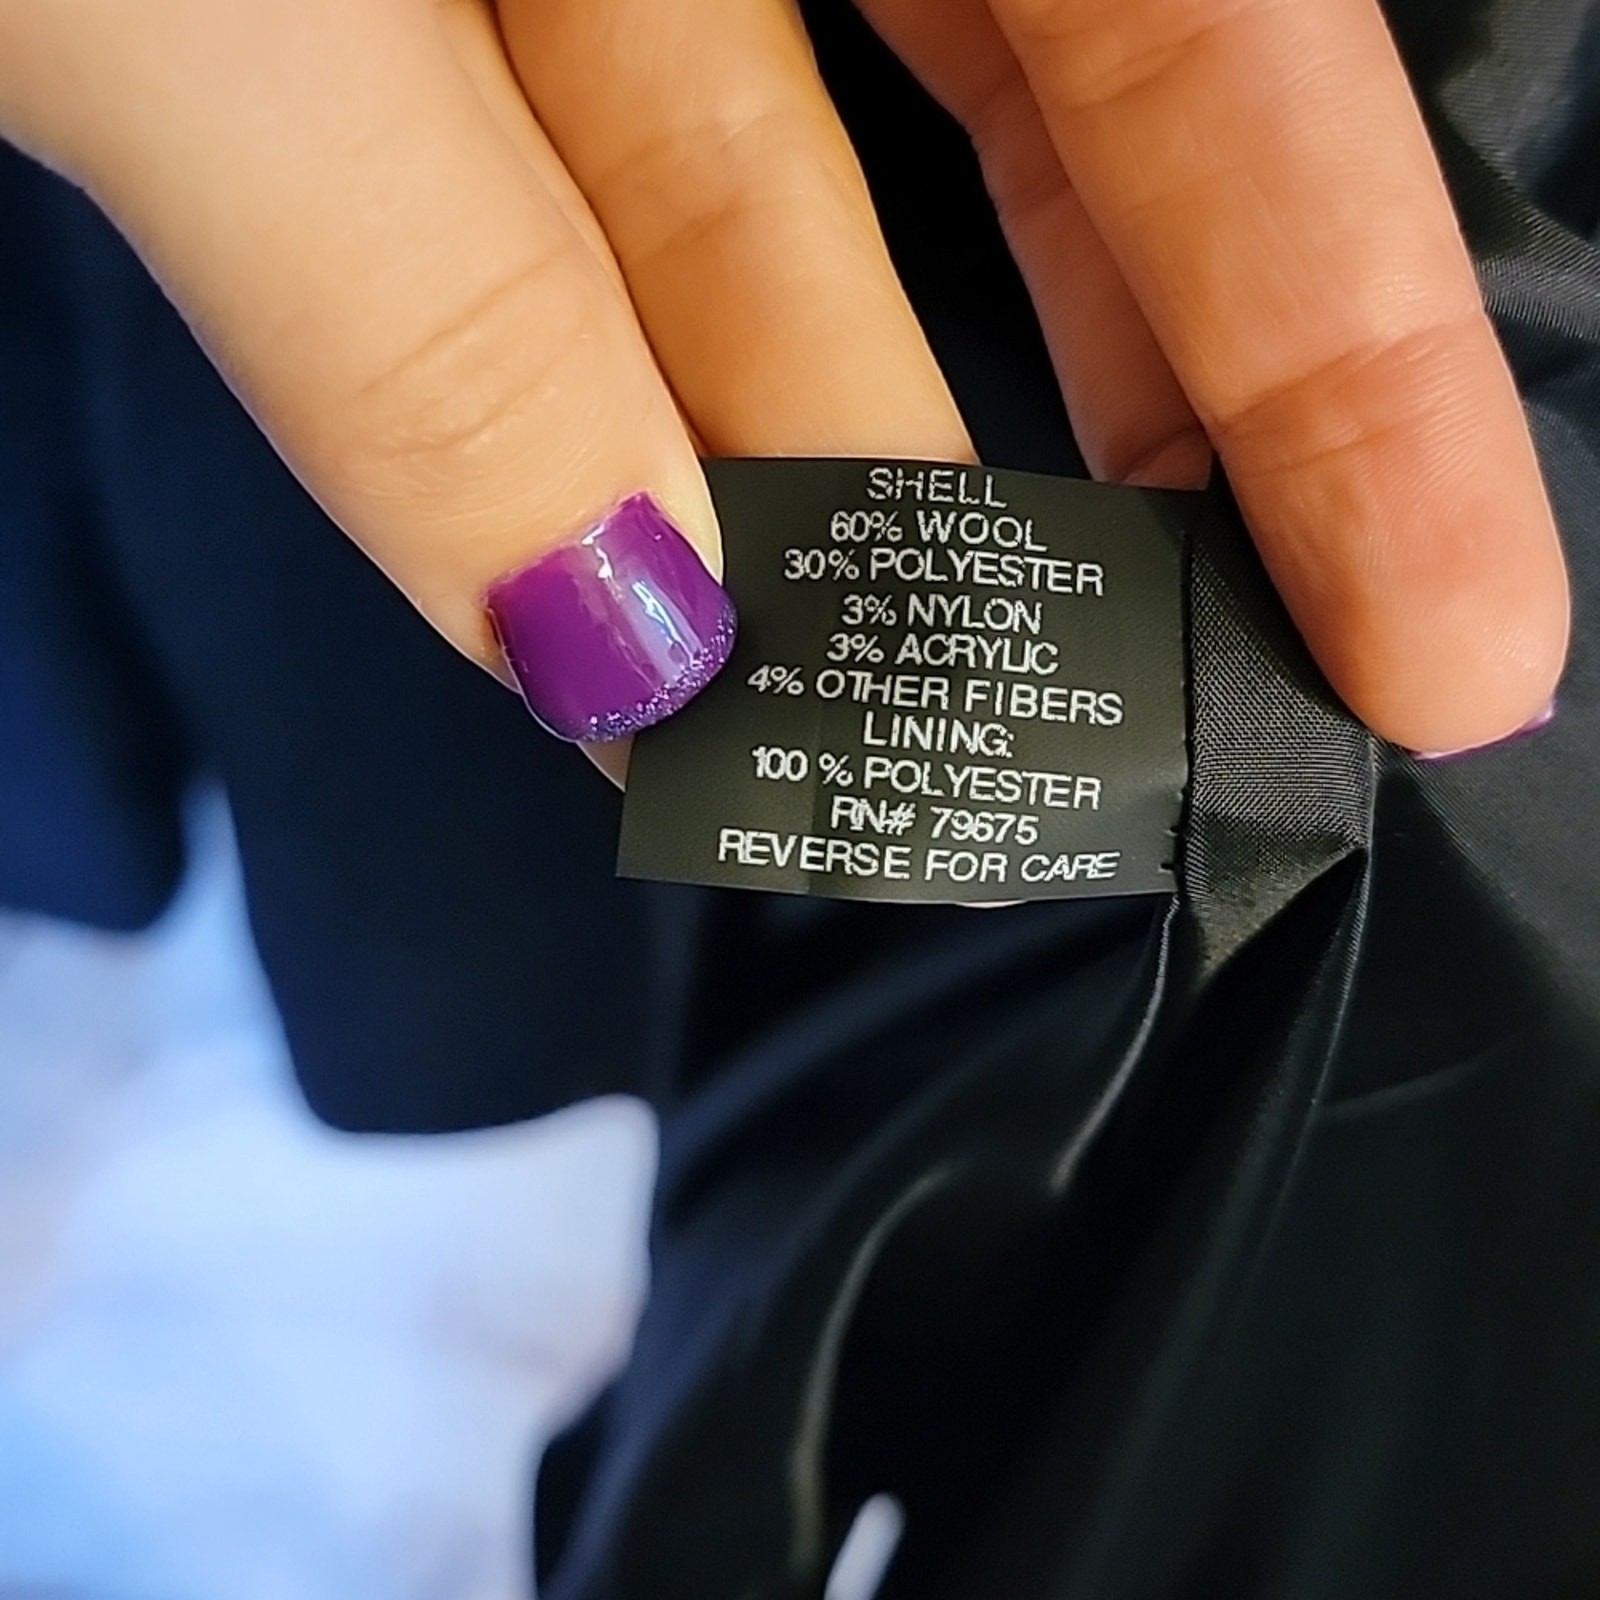 SHELL
60% WOOL
30% POLYESTER
3% NYLON
3% ACRYLIC
4% OTHER FIBERS
LINING:
100 % POLYESTER
RN# 79675
REVERSE FOR CARE